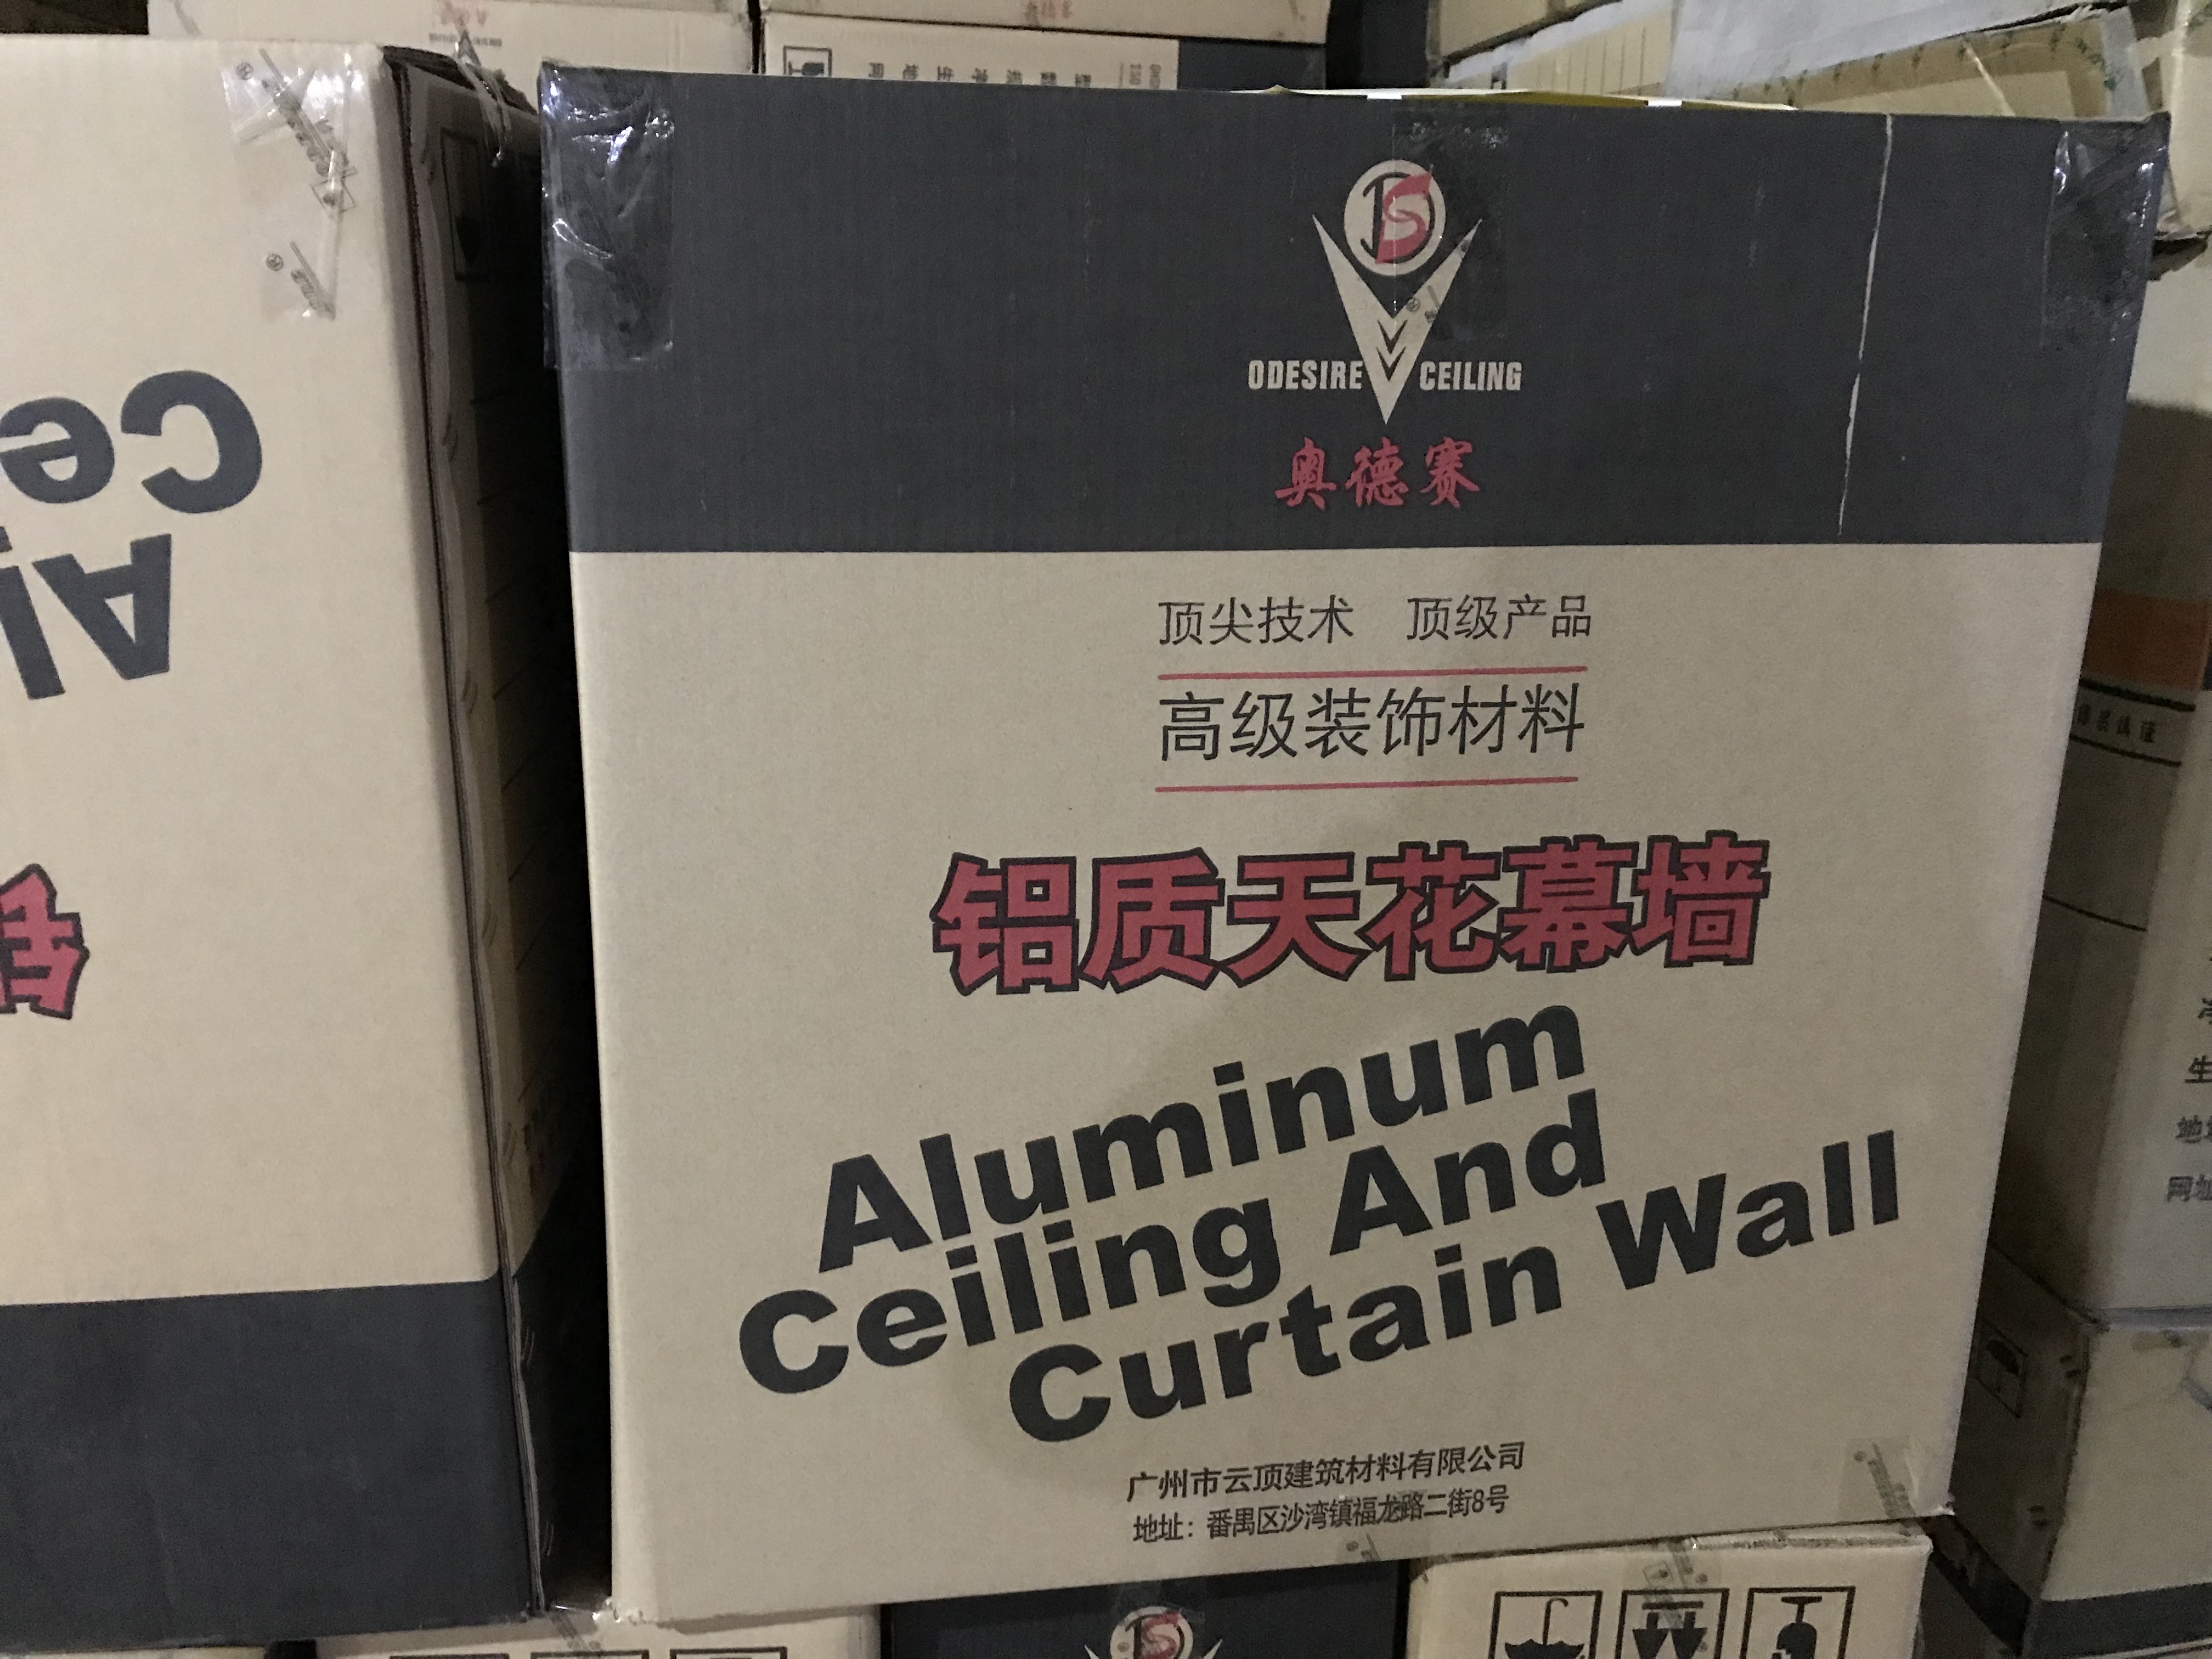 ODESIRE CEILING
奥德赛
顶尖技术 顶级产品
高级装饰材料
铝质天花幕墙
Aluminum
Ceiling And
Curtain Wall
广州市云顶建筑材料有限公司
地址：番禺区沙湾镇福龙路二街8号
Ce
Al